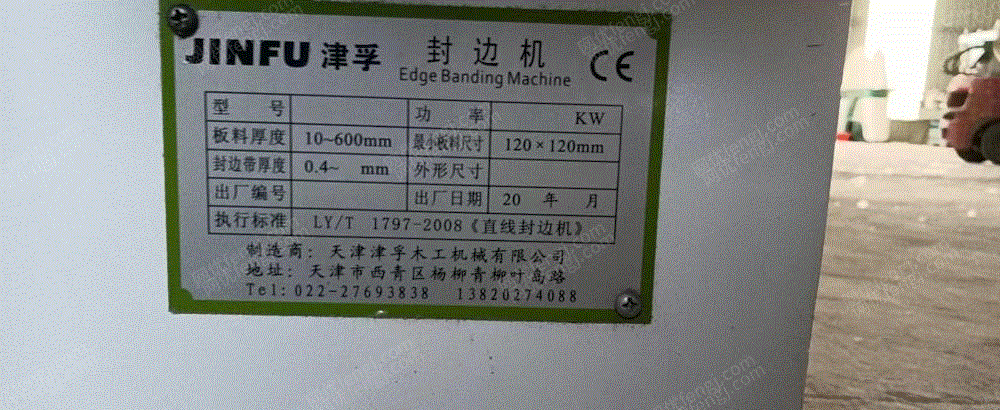 JINFU 津孚 封边机 CE
Edge Banding Machine
型号 功率 KW
板料厚度 10~600mm 最小板料尺寸 120×120mm
封边带厚度 0.4~ mm 外形尺寸
出厂编号 出厂日期 20 年 月
执行标准 LY/T 1797-2008《直线封边机》
制造商: 天津津孚木工机械有限公司
地址: 天津市西青区杨柳青柳叶岛路
Tel: 022-27693838 13820274088